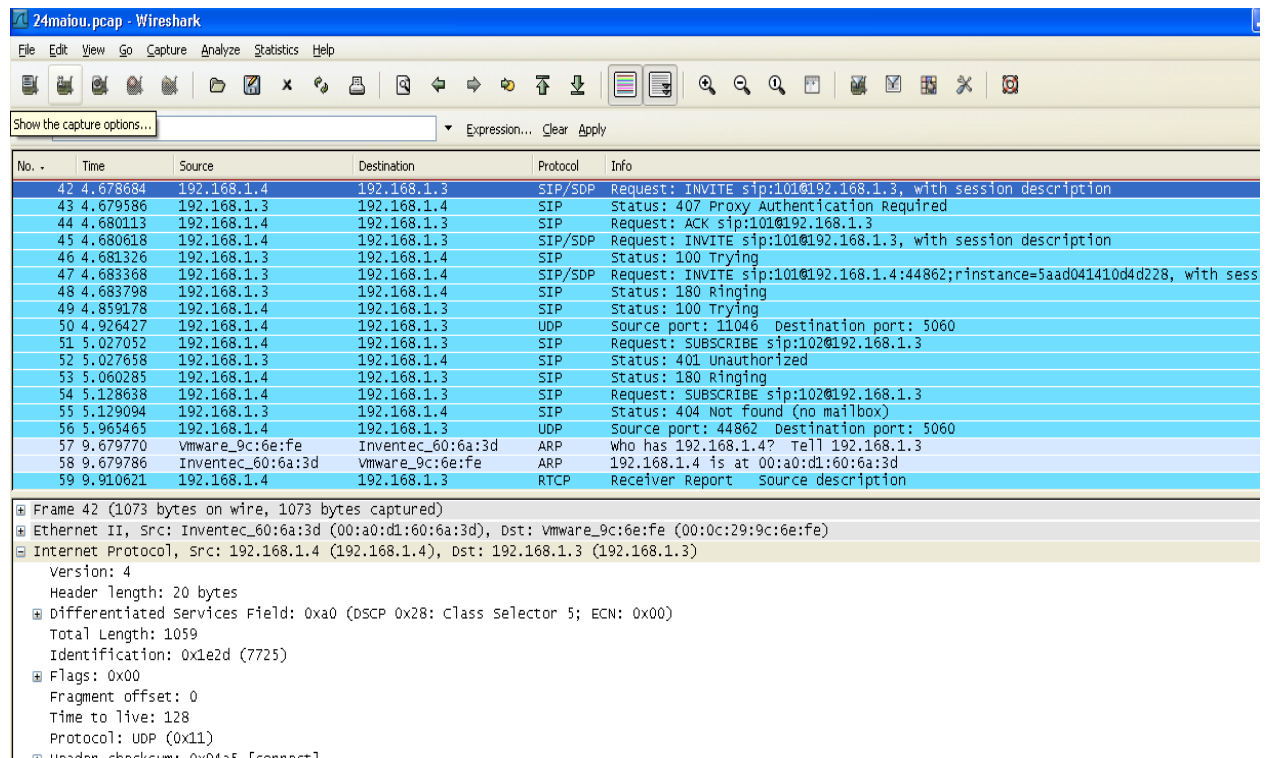 24maiou.pcap - Wireshark
File Edit View Go Capture Analyze Statistics Help
Show the capture options...
Expression... Clear Apply
No. . Time Source Destination Protocol Info
42 4.678684 192.168.1.4 192.168.1.3 SIP/SDP Request: INVITE sip:101@192.168.1.3, with session description
43 4.679586 192.168.1.3 192.168.1.4 SIP Status: 407 Proxy Authentication Required
44 4.680113 192.168.1.4 192.168.1.3 SIP Request: ACK sip:101@192.168.1.3
45 4.680618 192.168.1.4 192.168.1.3 SIP/SDP Request: INVITE sip:101@192.168.1.3, with session description
46 4.681326 192.168.1.3 192.168.1.4 SIP Status: 100 Trying
47 4.683368 192.168.1.3 192.168.1.4 SIP/SDP Request: INVITE sip:101@192.168.1.4:44862;rinstance=5aad041410d4d228, with sess
48 4.683798 192.168.1.3 192.168.1.4 SIP Status: 180 Ringing
49 4.859178 192.168.1.4 192.168.1.3 SIP Status: 100 Trying
50 4.926427 192.168.1.4 192.168.1.3 UDP Source port: 11046 Destination port: 5060
51 5.027052 192.168.1.4 192.168.1.3 SIP Request: SUBSCRIBE sip:102@192.168.1.3
52 5.027658 192.168.1.3 192.168.1.4 SIP Status: 401 Unauthorized
53 5.060285 192.168.1.4 192.168.1.3 SIP Status: 180 Ringing
54 5.128638 192.168.1.4 192.168.1.3 SIP Request: SUBSCRIBE sip:102@192.168.1.3
55 5.129094 192.168.1.3 192.168.1.4 SIP Status: 404 Not found (no mailbox)
56 5.965465 192.168.1.4 192.168.1.3 UDP Source port: 44862 Destination port: 5060
57 9.679770 Vmware_9c:6e:fe Inventec_60:6a:3d ARP who has 192.168.1.4? Tell 192.168.1.3
58 9.679786 Inventec_60:6a:3d Vmware_9c:6e:fe ARP 192.168.1.4 is at 00:a0:d1:60:6a:3d
59 9.910621 192.168.1.4 192.168.1.3 RTCP Receiver Report Source description
Frame 42 (1073 bytes on wire, 1073 bytes captured)
Ethernet II, Src: Inventec_60:6a:3d (00:a0:d1:60:6a:3d), Dst: Vmware_9c:6e:fe (00:0c:29:9c:6e:fe)
Internet Protocol, Src: 192.168.1.4 (192.168.1.4), Dst: 192.168.1.3 (192.168.1.3)
Version: 4
Header length: 20 bytes
Differentiated Services Field: 0xa0 (DSCP 0x28: Class Selector 5; ECN: 0x00)
Total Length: 1059
Identification: 0x1e2d (7725)
Flags: 0x00
Fragment offset: 0
Time to live: 128
Protocol: UDP (0x11)
Header checksum: 0x94a5 [correct]